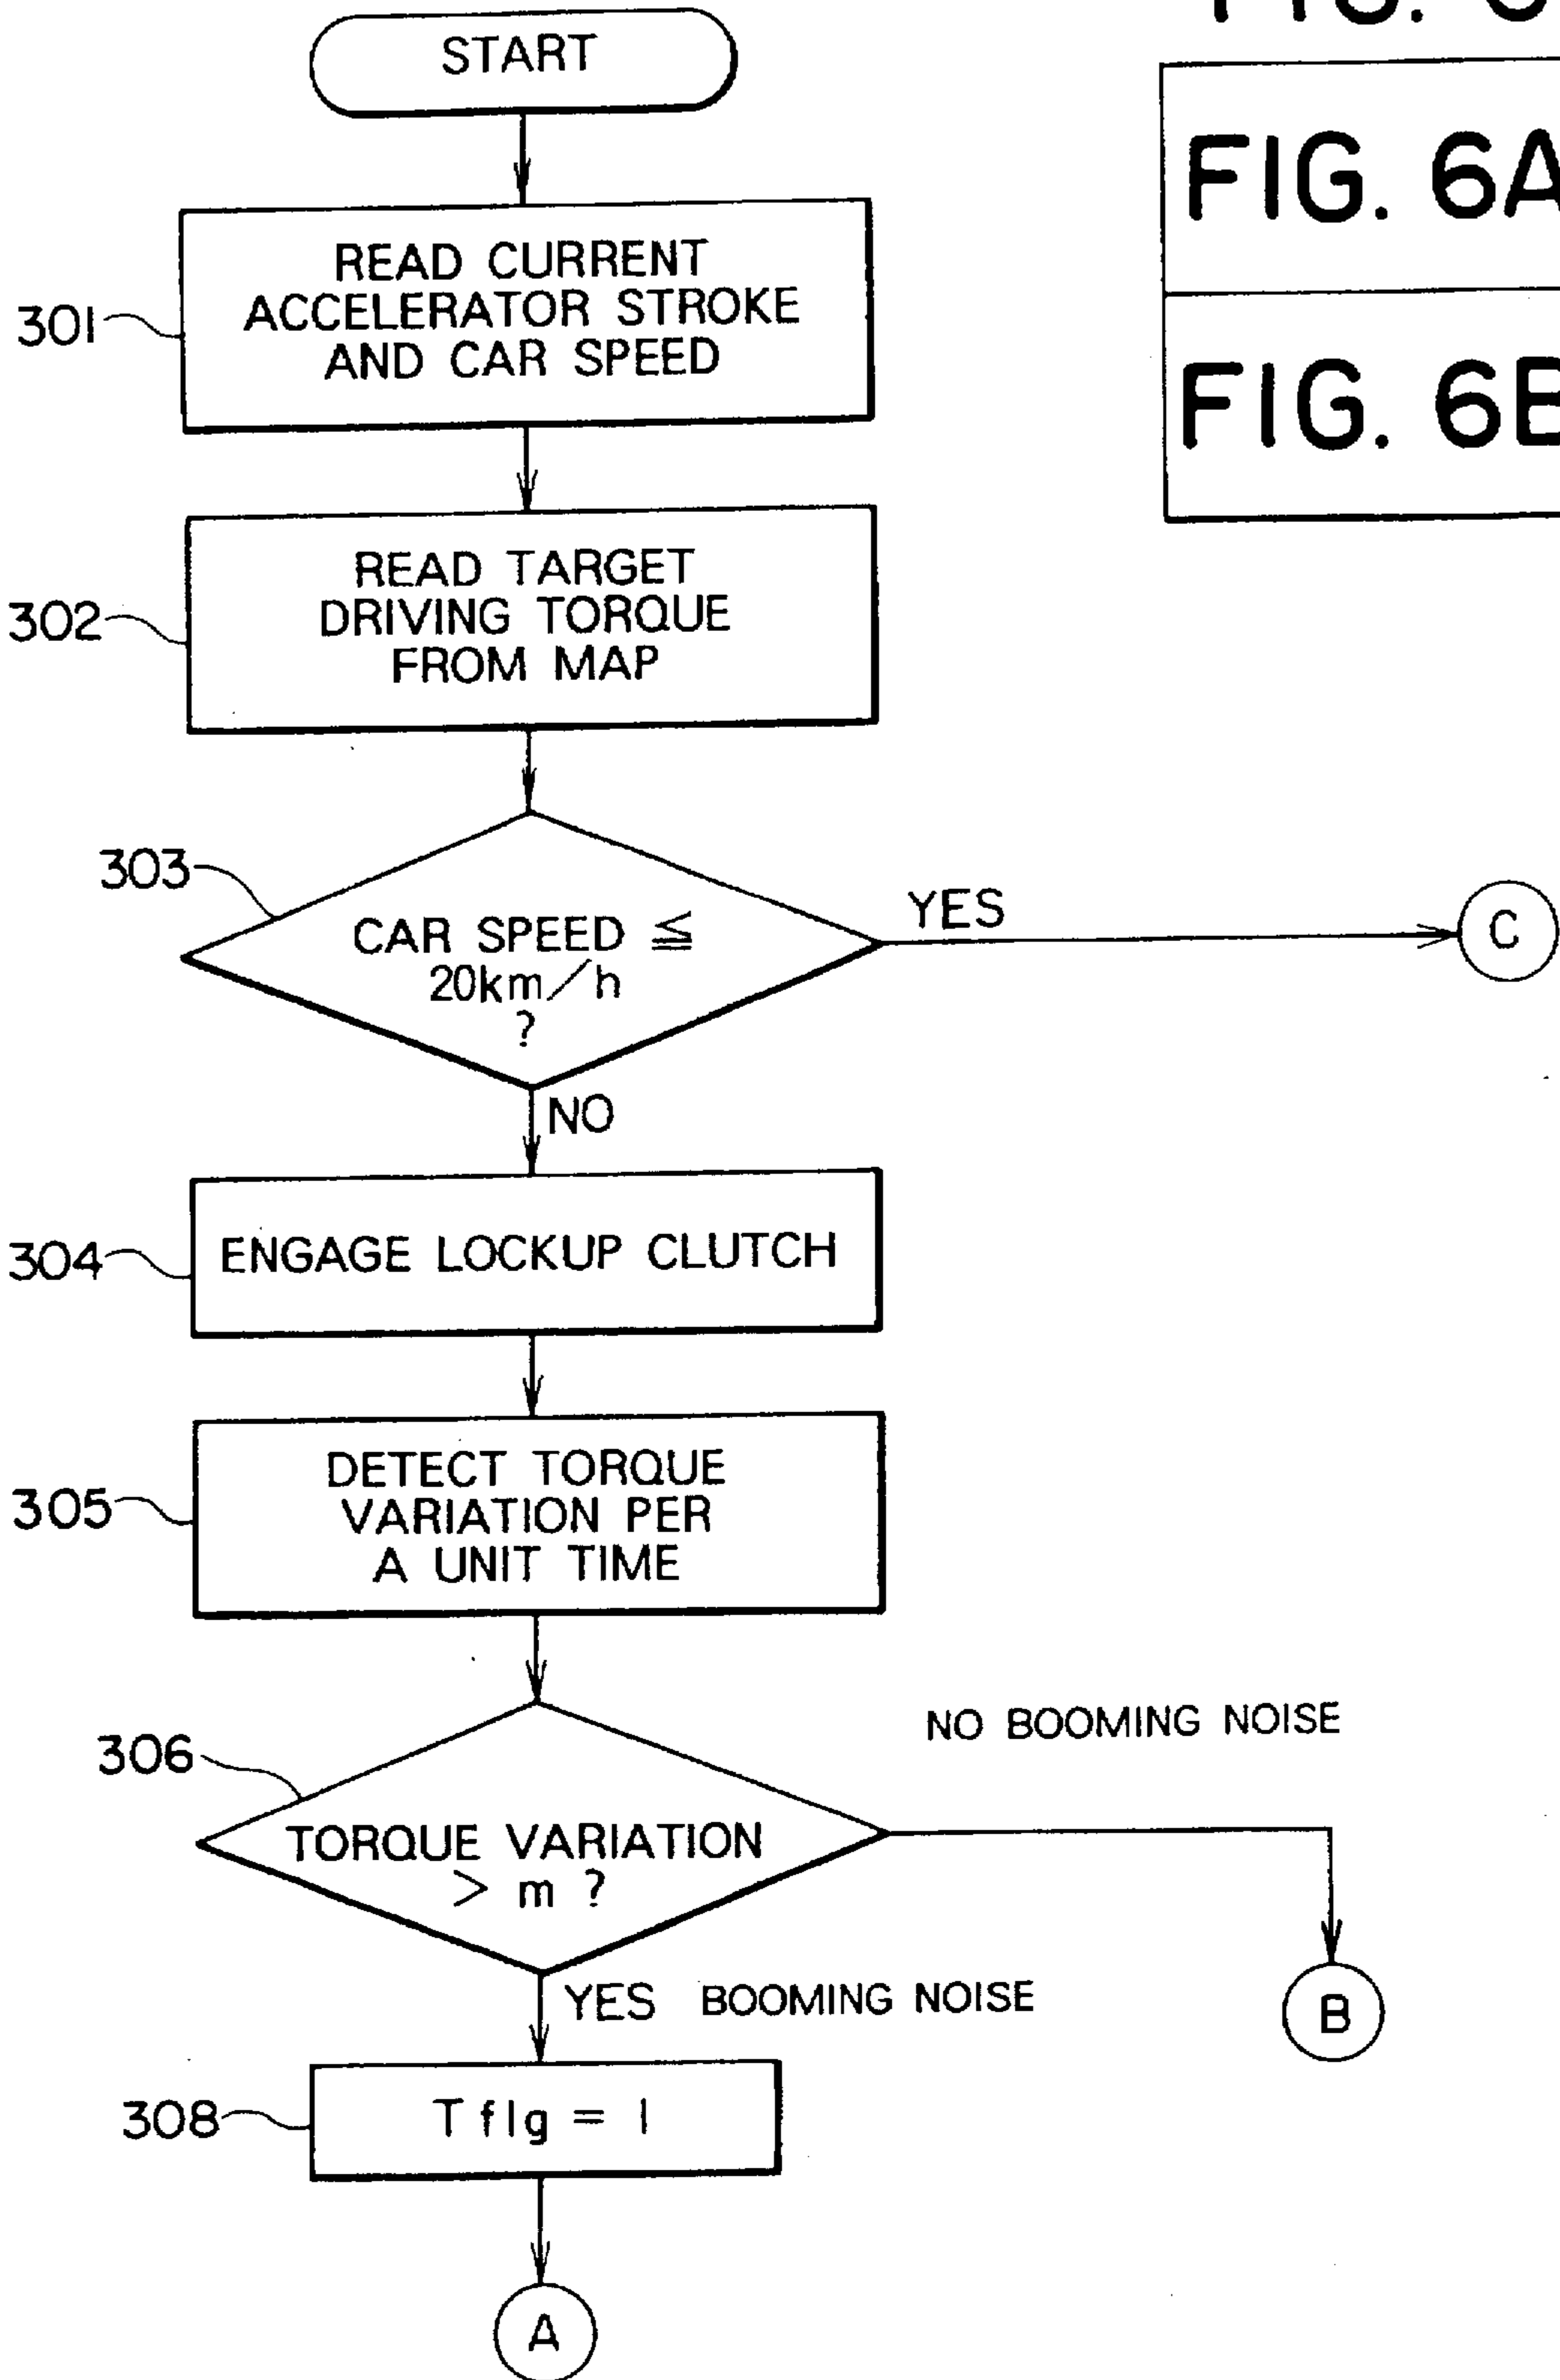 START
FIG. 6A
FIG. 6B
301
READ CURRENT
ACCELERATOR STROKE
AND CAR SPEED
302
READ TARGET
DRIVING TORQUE
FROM MAP
303
CAR SPEED ≦
20km/h
?
YES
C
NO
304
ENGAGE LOCKUP CLUTCH
305
DETECT TORQUE
VARIATION PER
A UNIT TIME
NO BOOMING NOISE
306
TORQUE VARIATION
> m ?
YES BOOMING NOISE
B
308
T flg = 1
A